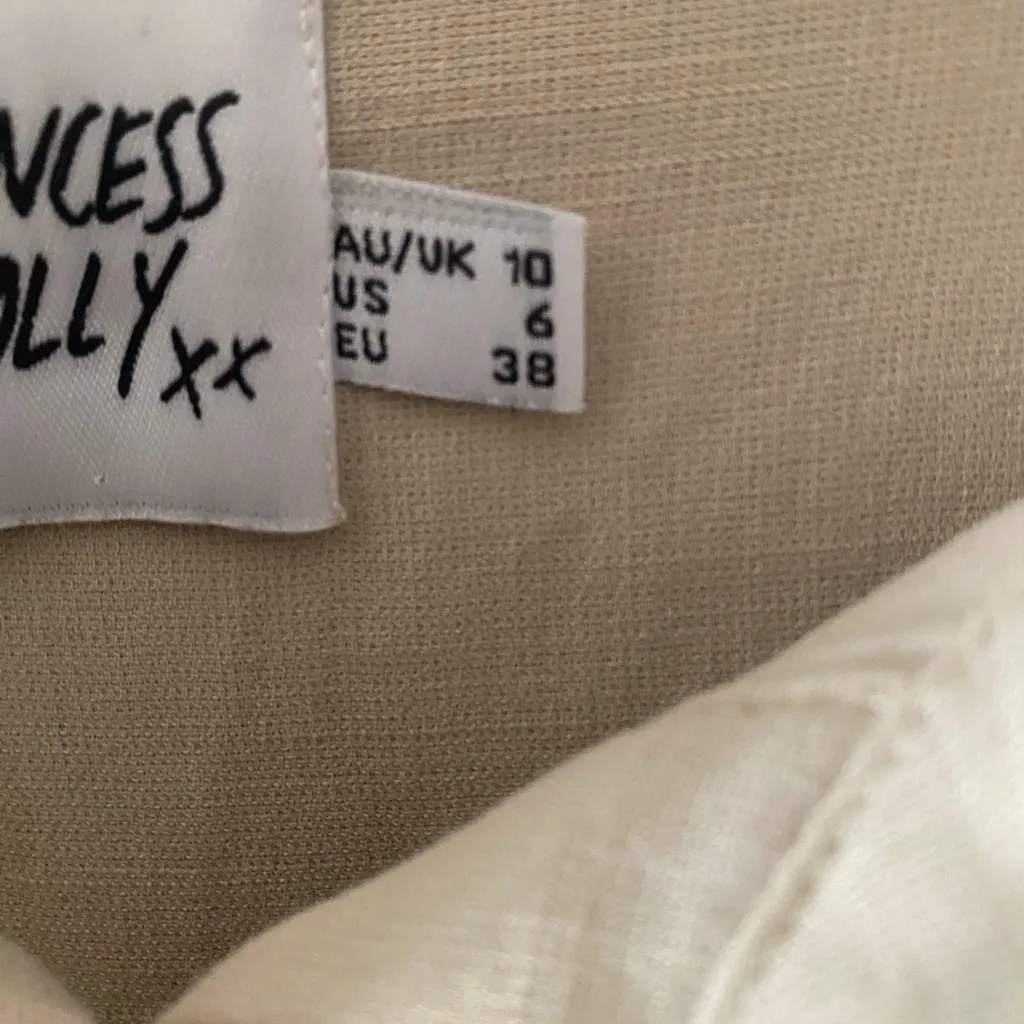 NCESS
OLLY xx
AU/UK 10
US 6
EU 38